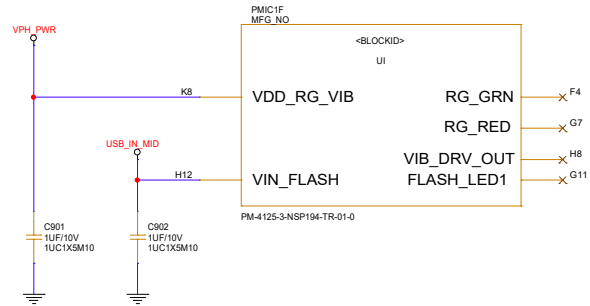 PMIC1F
MFG_NO
VPH_PWR
<BLOCKID>
UI
K8
VDD_RG_VIB
RG_GRN
F4
RG_RED
G7
USB_IN_MID
VIB_DRV_OUT
H8
H12
VIN_FLASH
FLASH_LED1
G11
PM-4125-3-NSP194-TR-01-0
C901
1UF/10V
1UC1X5M10
C902
1UF/10V
1UC1X5M10